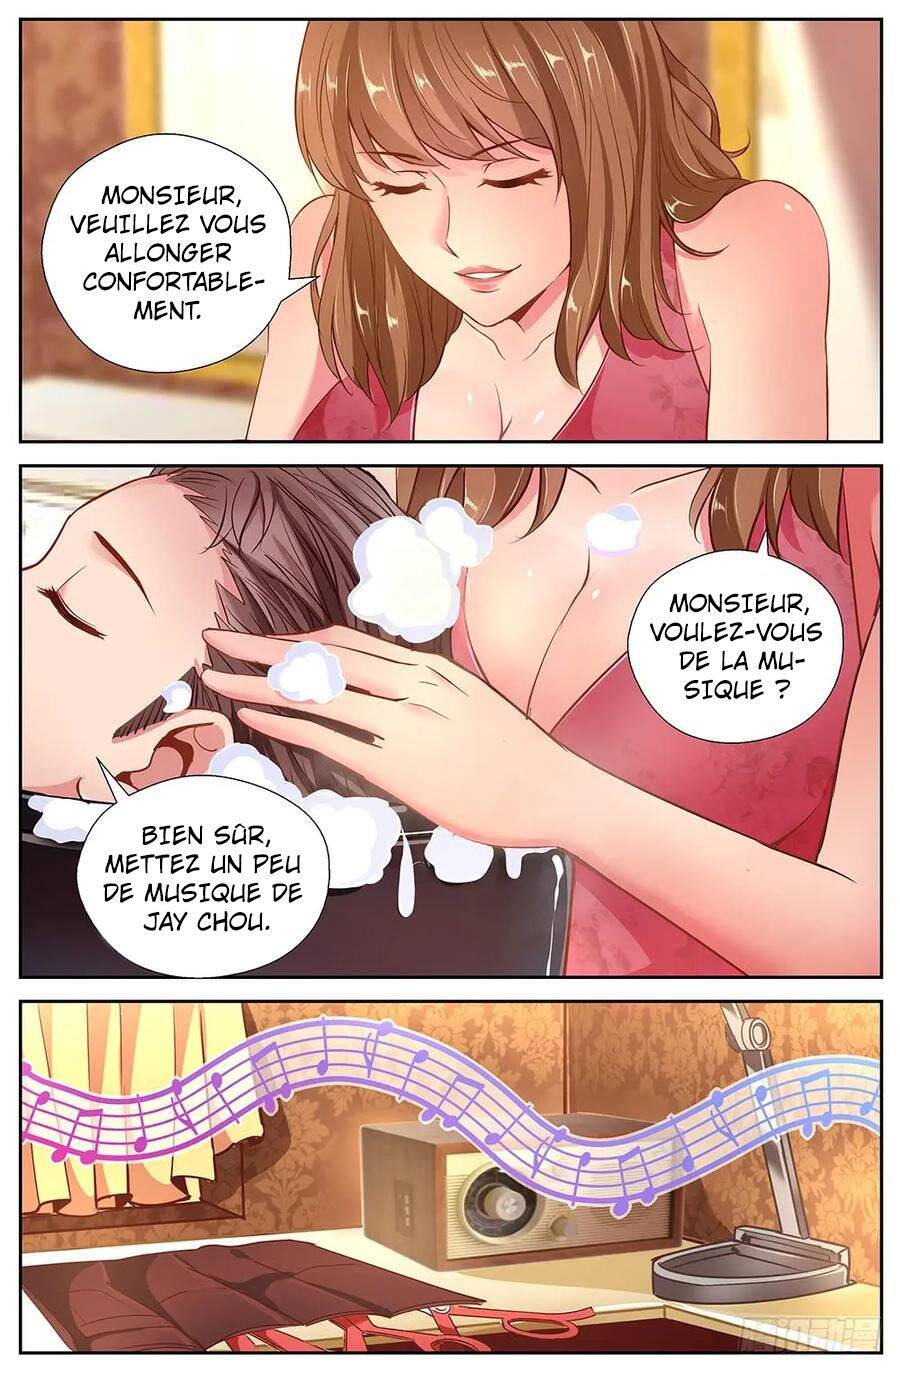 MONSIEUR,
VEUILLEZ VOUS
ALLONGER
CONFORTABLE-
MENT.
MONSIEUR,
VOULEZ-VOUS
DE LA MU-
SIQUE ?
BIEN SÛR,
METTEZ UN PEU
DE MUSIQUE DE
JAY CHOU.